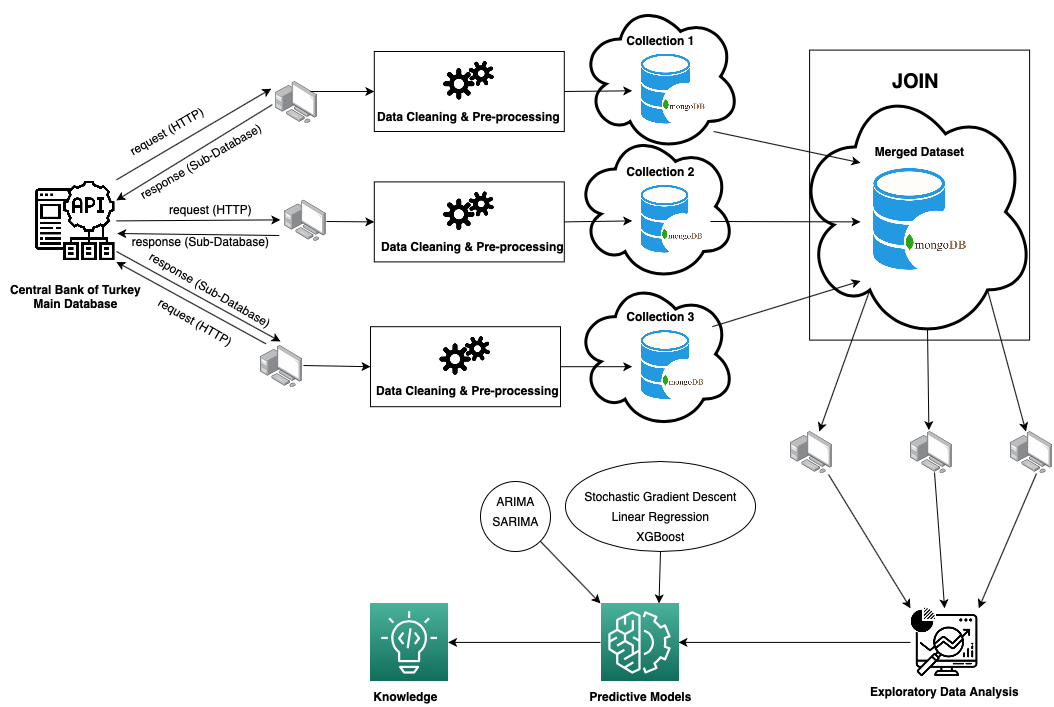 Collection 1
mongoDB
Data Cleaning & Pre-processing
request (HTTP)
response (Sub-Database)
JOIN
Merged Dataset
mongoDB
API
request (HTTP)
response (Sub-Database)
Data Cleaning & Pre-processing
Collection 2
mongoDB
Central Bank of Turkey
Main Database
response (Sub-Database)
request (HTTP)
Data Cleaning & Pre-processing
Collection 3
mongoDB
ARIMA
SARIMA
Stochastic Gradient Descent
Linear Regression
XGBoost
</>
Knowledge
Predictive Models
Exploratory Data Analysis